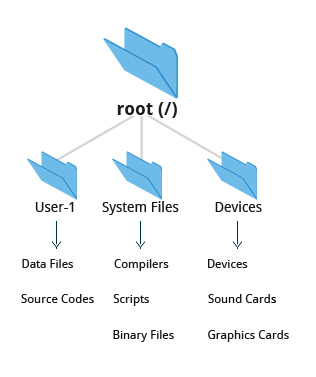 root (/)
User-1
System Files
Devices
Data Files
Compilers
Devices
Source Codes
Scripts
Sound Cards
Binary Files
Graphics Cards